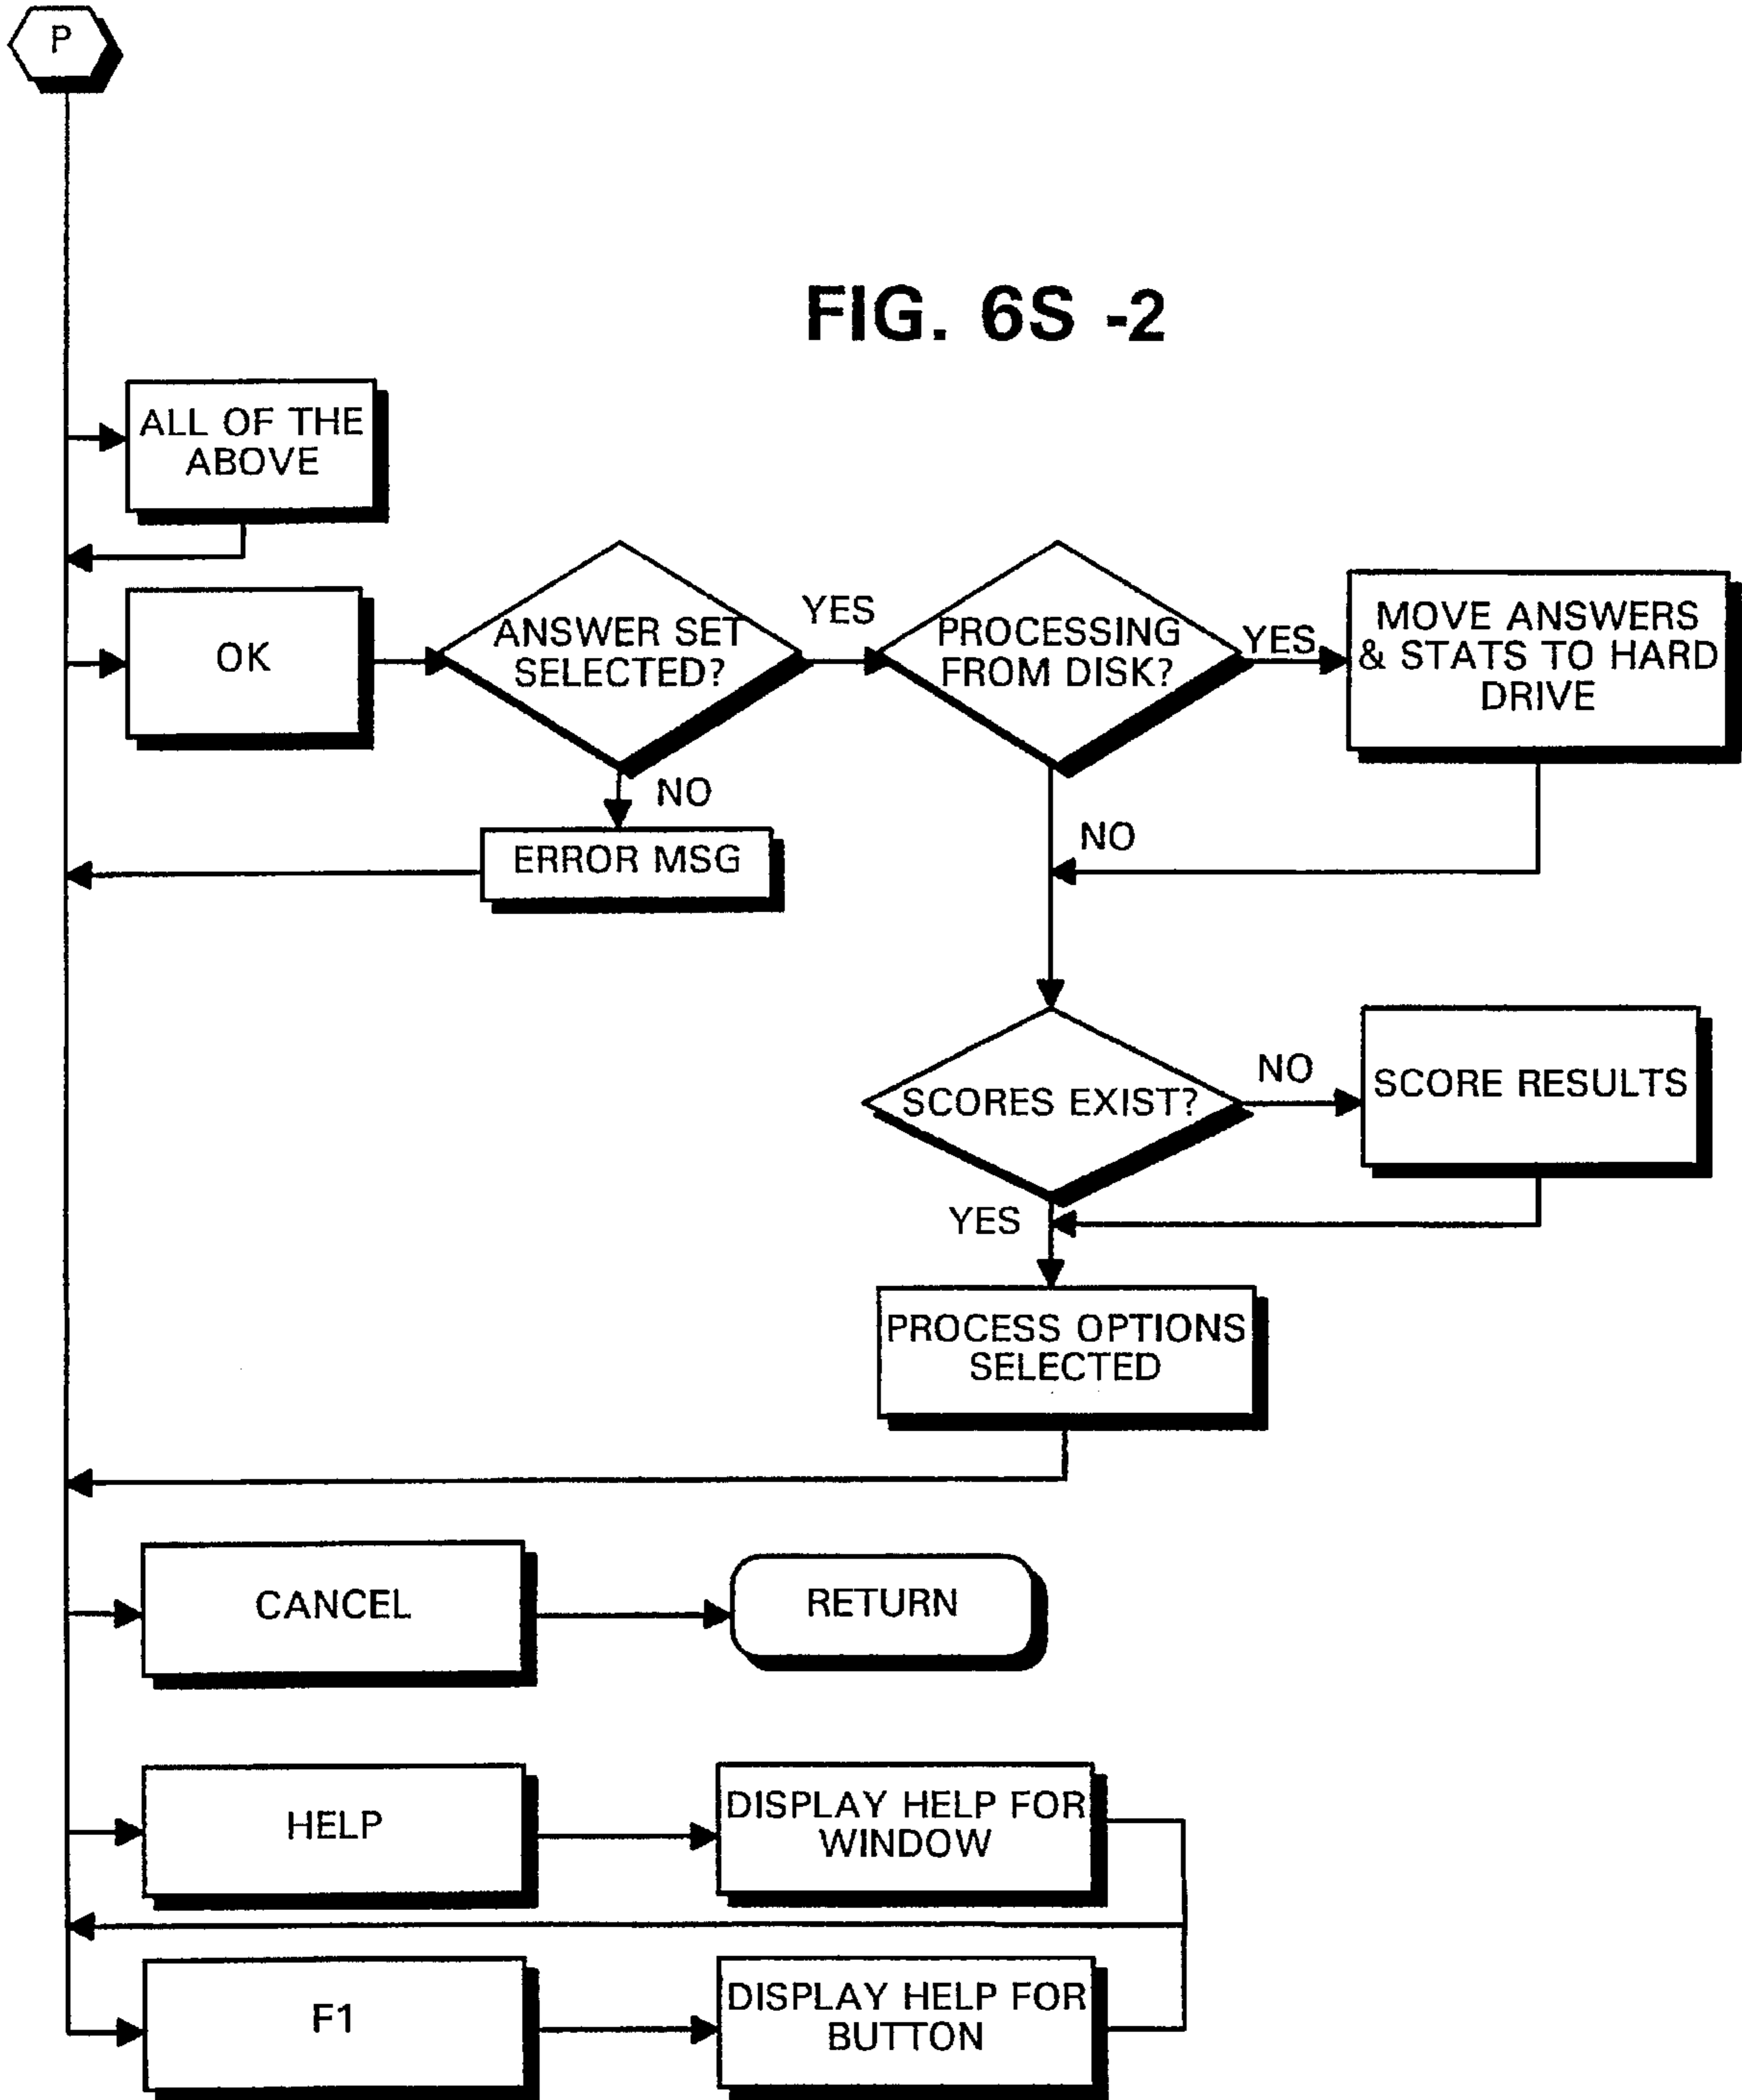 P
FIG. 6S -2
ALL OF THE
ABOVE
OK
ANSWER SET
SELECTED?
YES
PROCESSING
FROM DISK?
YES
MOVE ANSWERS
& STATS TO HARD
DRIVE
NO
ERROR MSG
NO
SCORES EXIST?
NO
SCORE RESULTS
YES
PROCESS OPTIONS
SELECTED
CANCEL
RETURN
HELP
DISPLAY HELP FOR
WINDOW
F1
DISPLAY HELP FOR
BUTTON